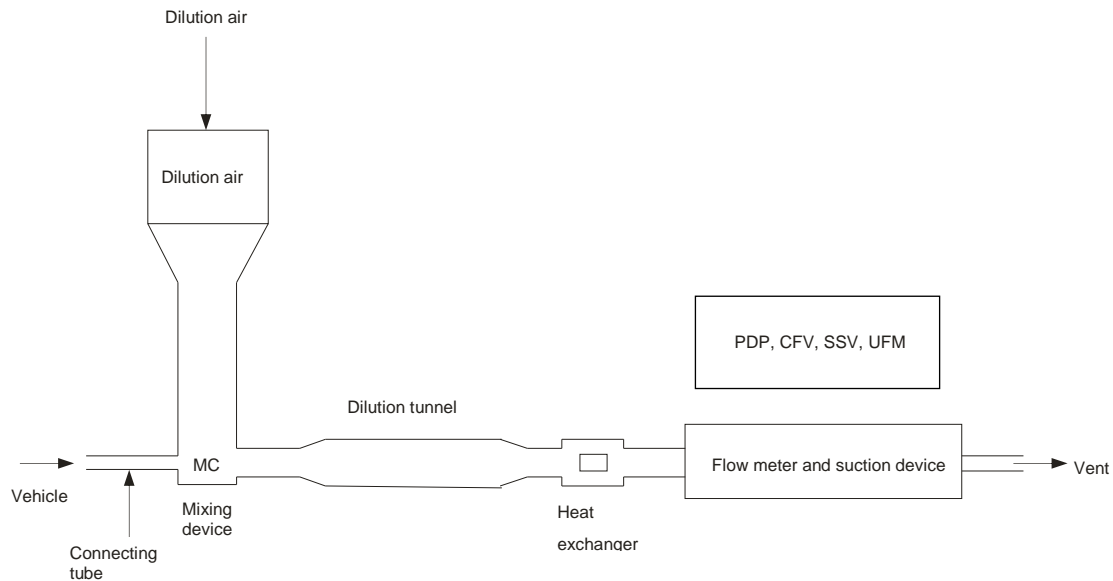 Dilution air
Dilution air
PDP, CFV, SSV, UFM
Dilution tunnel
MC
Flow meter and suction device
Vent
Vehicle
Mixing
device
Heat
exchanger
Connecting
tube